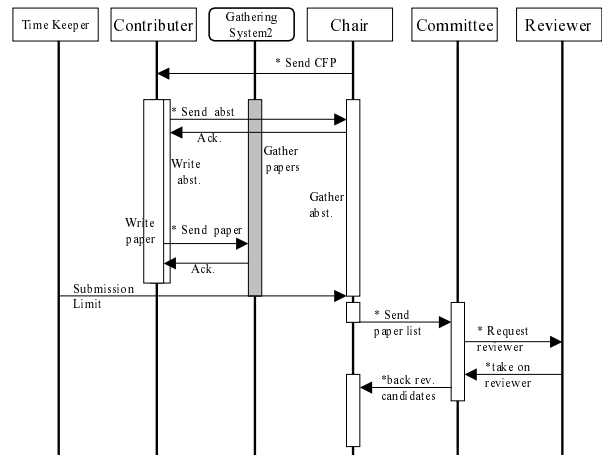 Time Keeper
Contributer
Gathering
System2
Chair
Committee
Reviewer
* Send CFP
* Send abst
Ack.
Gather
papers
Write
abst.
Gather
abst.
Write
paper
* Send paper
Ack.
Submission
Limit
* Send
paper list
* Request
reviewer
*take on
reviewer
*back rev.
candidates